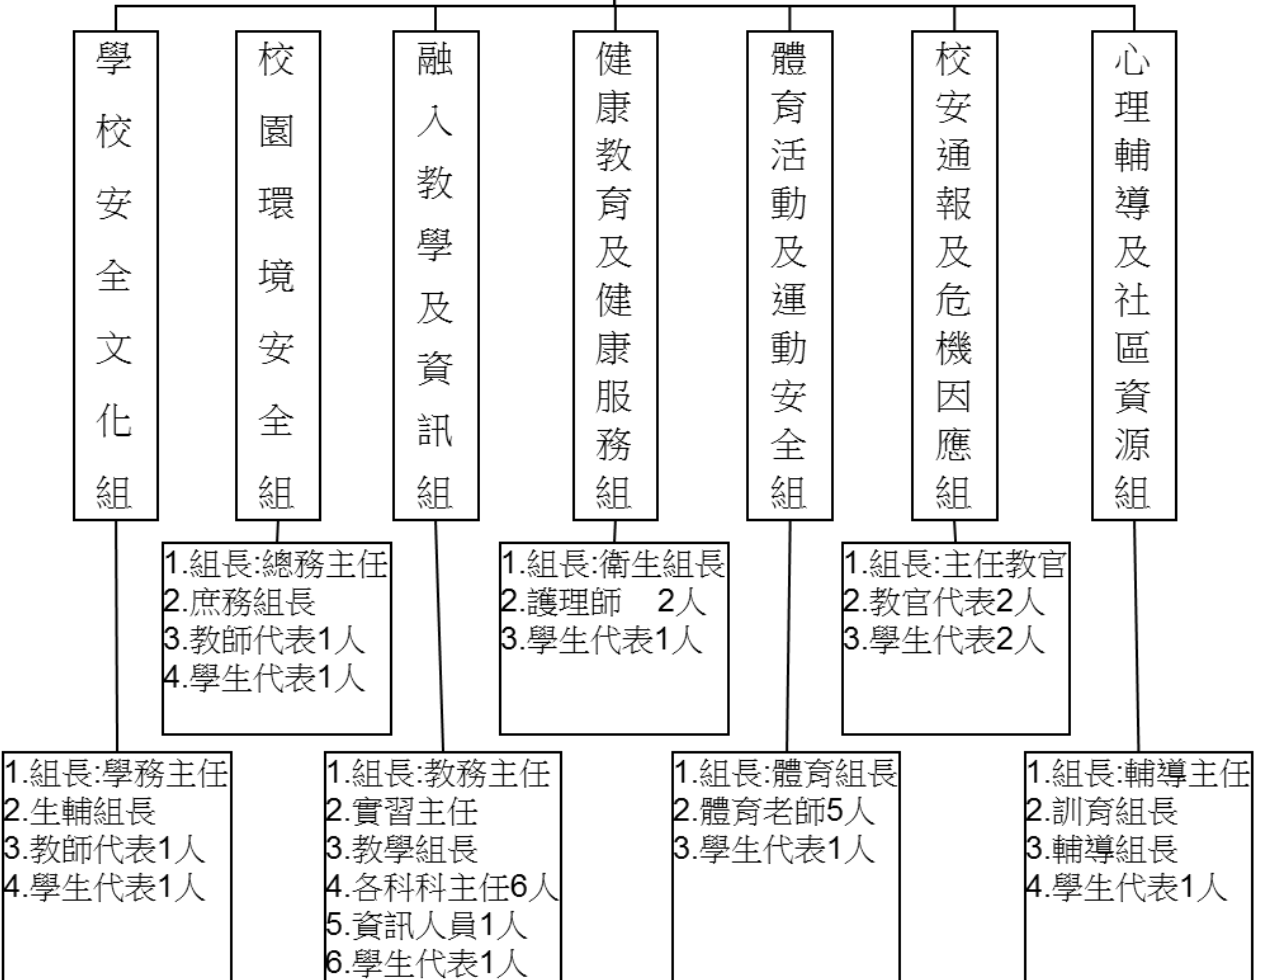 學校安全文化組
校園環境安全組
融入教學及資訊組
健康教育及健康服務組
體育活動及運動安全組
校安通報及危機因應組
心理輔導及社區資源組
1.組長:總務主任
2.庶務組長
3.教師代表1人
4.學生代表1人
1.組長:衛生組長
2.護理師　2人
3.學生代表1人
1.組長:主任教官
2.教官代表2人
3.學生代表2人
1.組長:學務主任
2.生輔組長
3.教師代表1人
4.學生代表1人
1.組長:教務主任
2.實習主任
3.教學組長
4.各科科主任6人
5.資訊人員1人
6.學生代表1人
1.組長:體育組長
2.體育老師5人
3.學生代表1人
1.組長:輔導主任
2.訓育組長
3.輔導組長
4.學生代表1人